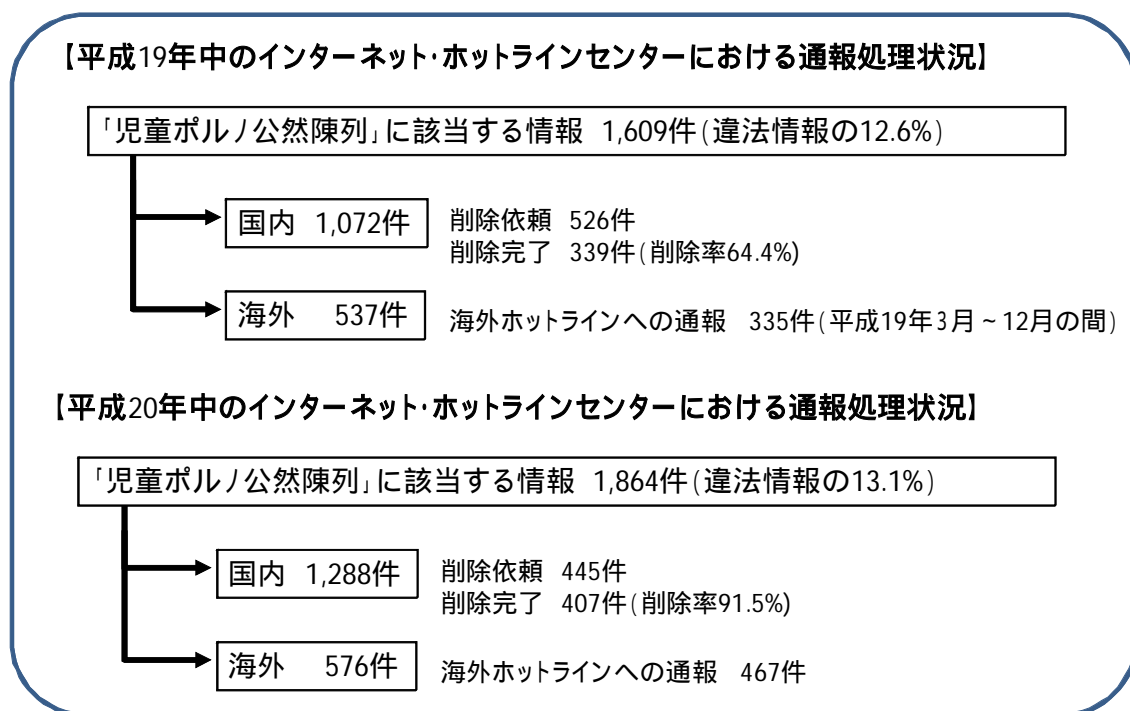 【平成19年中のインターネット・ホットラインセンターにおける通報処理状況】
「児童ポルノ公然陳列」に該当する情報 1,609件(違法情報の12.6%)
国内 1,072件
削除依頼 526件
削除完了 339件(削除率64.4%)
海外 537件
海外ホットラインへの通報 335件(平成19年3月~12月の間)
【平成20年中のインターネット・ホットラインセンターにおける通報処理状況】
「児童ポルノ公然陳列」に該当する情報 1,864件(違法情報の13.1%)
国内 1,288件
削除依頼 445件
削除完了 407件(削除率91.5%)
海外 576件
海外ホットラインへの通報 467件